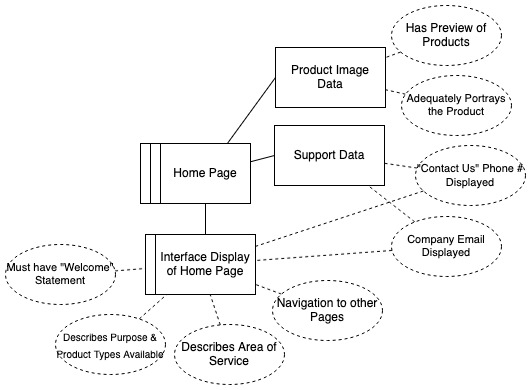 Has Preview of
Products
Product Image
Data
Adequately Portrays
the Product
Support Data
"Contact Us" Phone #
Displayed
Home Page
Company Email
Displayed
Interface Display
of Home Page
Must have "Welcome"
Statement
Navigation to other
Pages
Describes Purpose &
Product Types Available
Describes Area of
Service